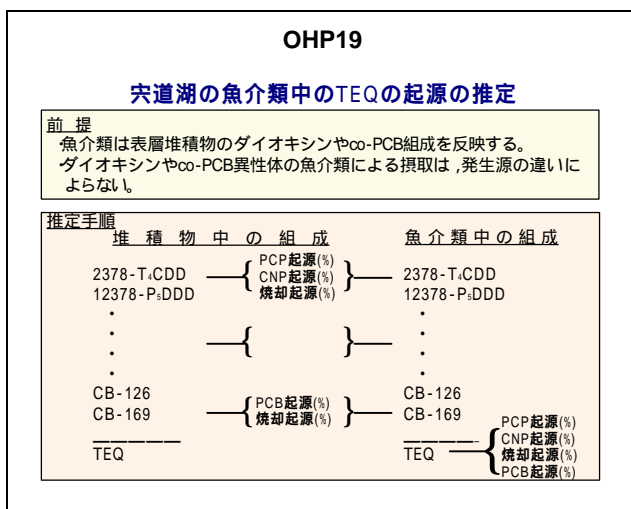 OHP19
宍道湖の魚介類中のTEQの起源の推定
前 提
・魚介類は表層堆積物のダイオキシンやco-PCB組成を反映する。
・ダイオキシンやco-PCB異性体の魚介類による摂取は,発生源の違いに
よらない。
推定手順
堆 積 物 中 の 組 成
魚 介 類 中 の 組 成
2378-T₄CDD
12378-P₅DDD
・
・
・
・
CB-126
CB-169
TEQ
PCP起源(%)
CNP起源(%)
焼却起源(%)
PCB起源(%)
焼却起源(%)
2378-T₄CDD
12378-P₅DDD
・
・
・
・
CB-126
CB-169
TEQ
PCP起源(%)
CNP起源(%)
焼却起源(%)
PCB起源(%)